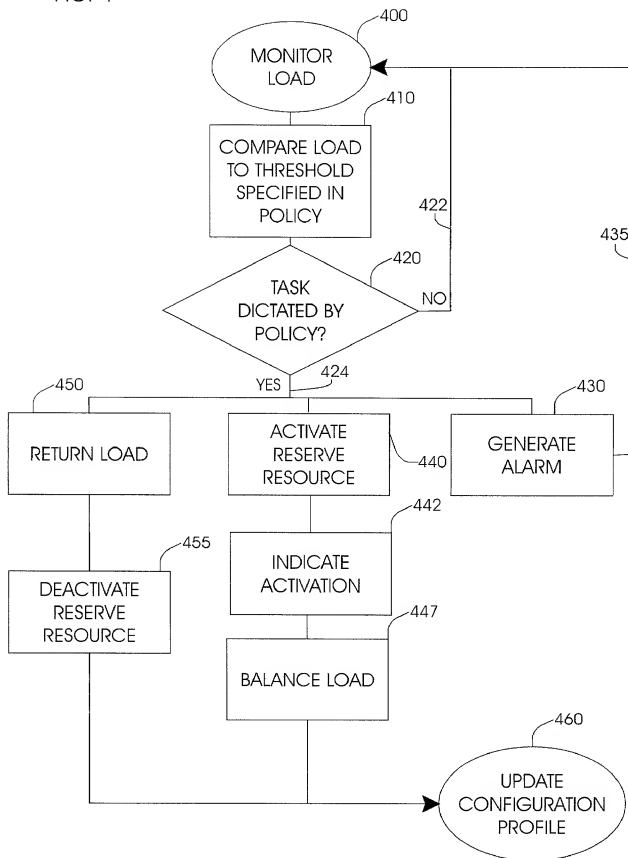 400
MONITOR
LOAD
410
COMPARE LOAD
TO THRESHOLD
SPECIFIED IN
POLICY
422
435
420
TASK
DICTATED BY
POLICY?
NO
YES
424
450
RETURN LOAD
ACTIVATE
RESERVE
RESOURCE
440
430
GENERATE
ALARM
442
INDICATE
ACTIVATION
455
DEACTIVATE
RESERVE
RESOURCE
447
BALANCE LOAD
460
UPDATE
CONFIGURATION
PROFILE